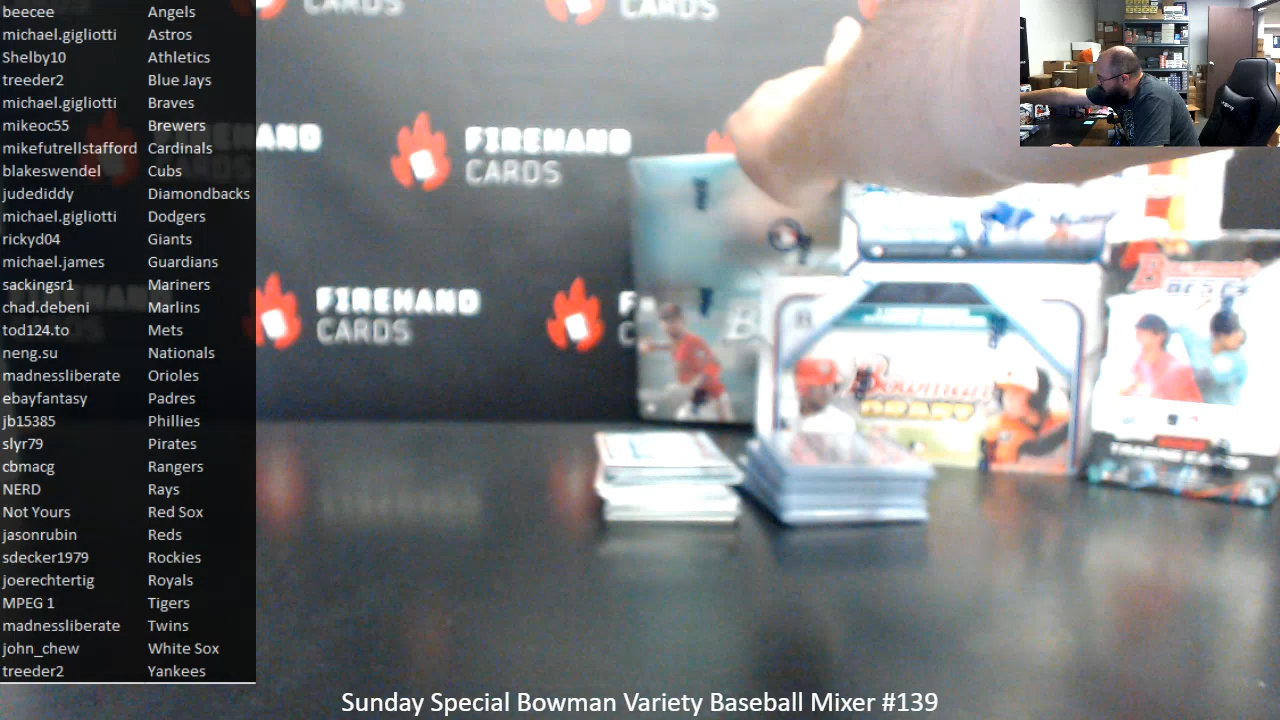 beecee Angels
michael.gigliotti Astros
Shelby10 Athletics
treeder2 Blue Jays
michael.gigliotti Braves
mikeoc55 Brewers
mikefutrellstafford Cardinals
blakeswendel Cubs
judediddy Diamondbacks
michael.gigliotti Dodgers
rickyd04 Giants
michael.james Guardians
sackingsr1 Mariners
chad.debeni Marlins
tod124.to Mets
neng.su Nationals
madnessliberate Orioles
ebayfantasy Padres
jb15385 Phillies
slyr79 Pirates
cbmacg Rangers
NERD Rays
Not Yours Red Sox
jasonrubin Reds
sdecker1979 Rockies
joerechtertig Royals
MPEG 1 Tigers
madnessliberate Twins
john_chew White Sox
treeder2 Yankees
CARDS
CARDS
FIREHAND
CARDS
FIREHAND
CARDS
Bowman
DRAFT
Sunday Special Bowman Variety Baseball Mixer #139